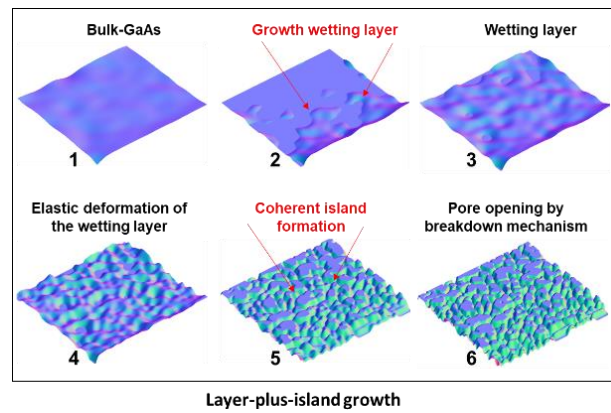 Bulk-GaAs
Growth wetting layer
Wetting layer
1
2
3
Elastic deformation of
the wetting layer
Coherent island
formation
Pore opening by
breakdown mechanism
4
5
6
Layer-plus-island growth